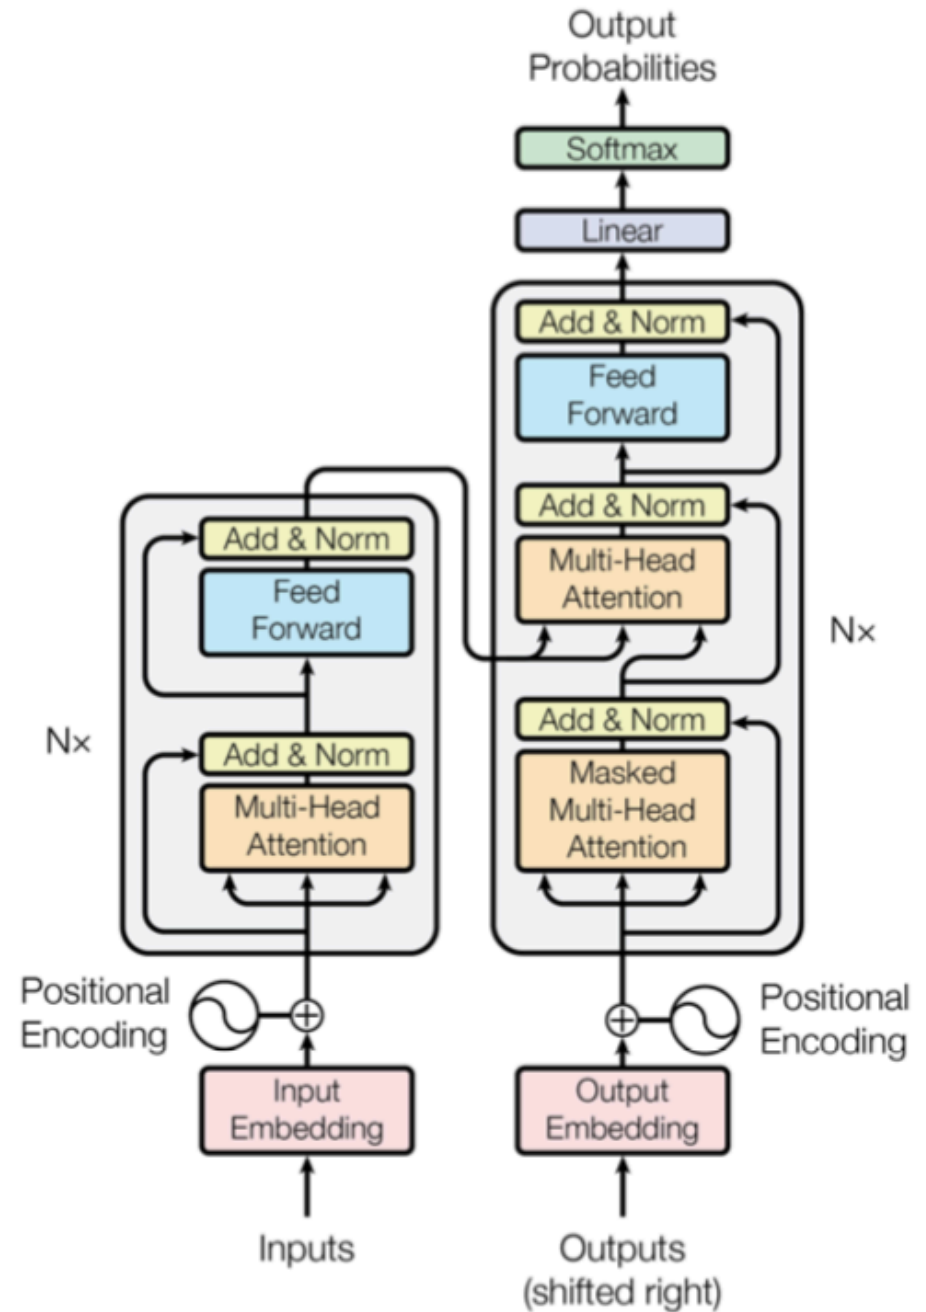 Output
Probabilities
Softmax
Linear
Add & Norm
Feed
Forward
Add & Norm
Multi-Head
Attention
Nx
Add & Norm
Masked
Multi-Head
Attention
Add & Norm
Feed
Forward
Nx
Add & Norm
Multi-Head
Attention
Positional
Encoding
Positional
Encoding
Input
Embedding
Output
Embedding
Inputs
Outputs
(shifted right)